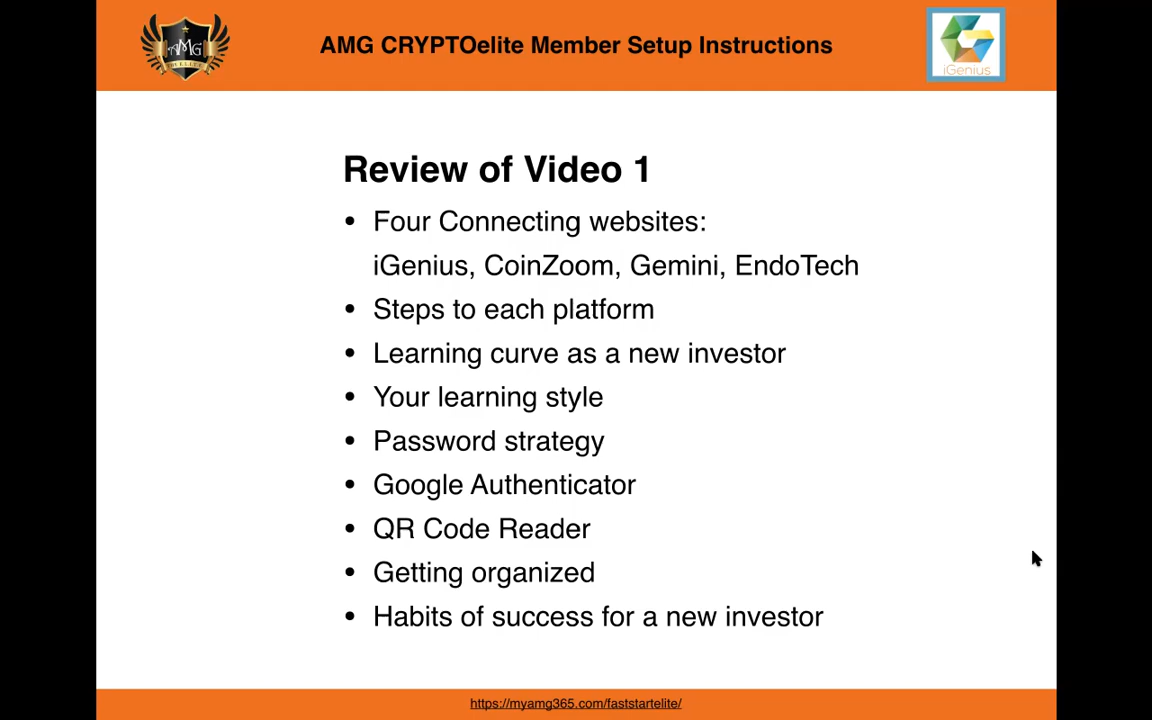 AMG CRYPTOelite Member Setup Instructions
AMG
iGenius
Review of Video 1
• Four Connecting websites:
iGenius, CoinZoom, Gemini, EndoTech
• Steps to each platform
• Learning curve as a new investor
• Your learning style
• Password strategy
• Google Authenticator
• QR Code Reader
• Getting organized
• Habits of success for a new investor
https://myamg365.com/faststartelite/